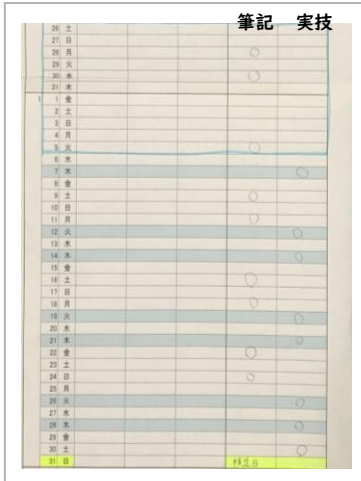 筆記 実技
26 土
27 日
28 月 ○
29 火
30 水 ○
31 木
1 1 金
2 土
3 日
4 月
5 火 ○
6 水
7 木 ○
8 金
9 土 ○
10 日
11 月 ○
12 火 ○
13 水
14 木 ○
15 金
16 土 ○
17 日
18 月 ○
19 火 ○
20 水
21 木 ○
22 金 ○
23 土
24 日 ○
25 月
26 火 ○
27 水
28 木 ○
29 金
30 土 ○
31 日